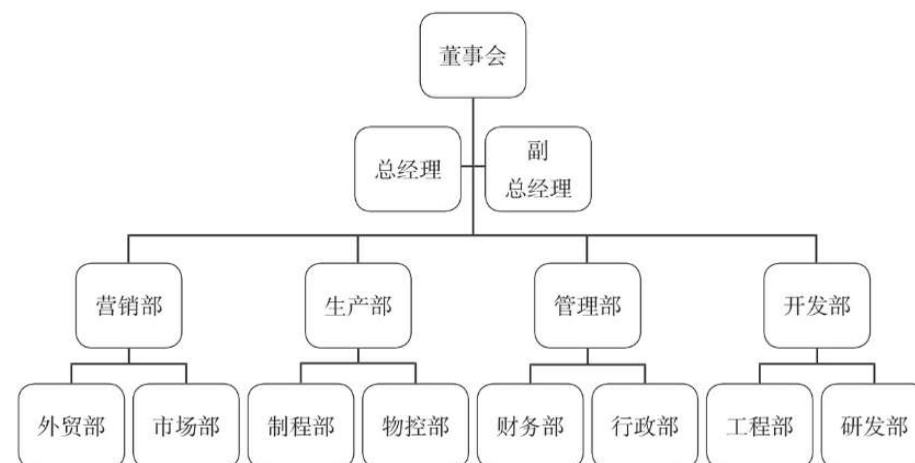 董事会
总经理
副
总经理
营销部
生产部
管理部
开发部
外贸部
市场部
制程部
物控部
财务部
行政部
工程部
研发部